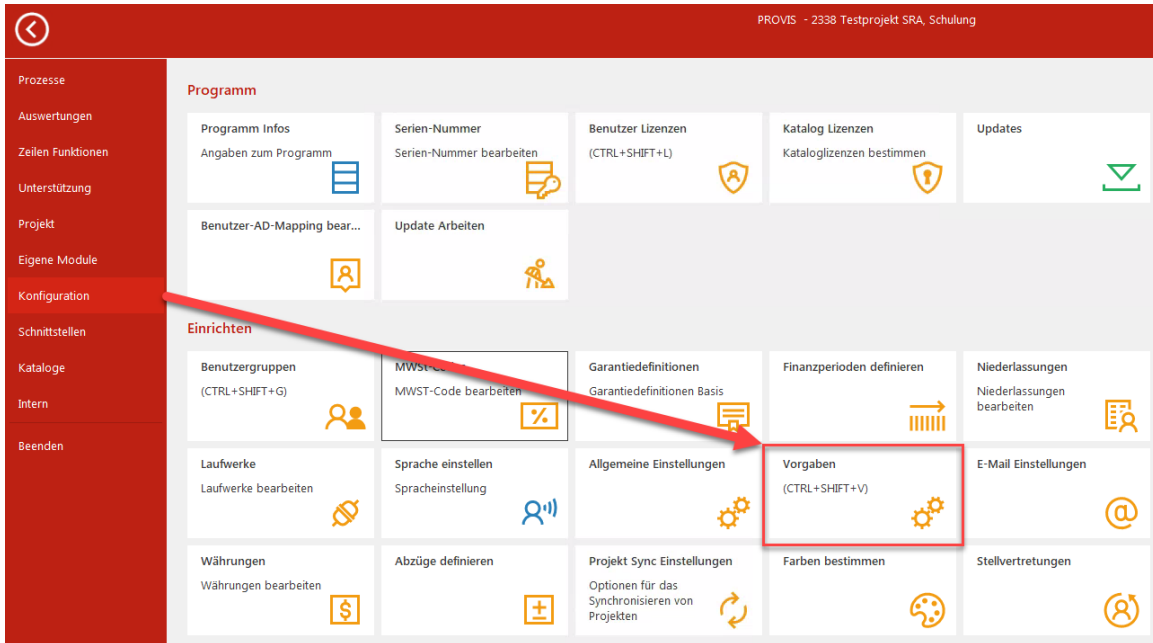 PROVIS - 2338 Testprojekt SRA, Schulung
Prozesse
Auswertungen
Zeilen Funktionen
Unterstützung
Projekt
Eigene Module
Konfiguration
Schnittstellen
Kataloge
Intern
Beenden
Programm
Programm Infos
Angaben zum Programm
Serien-Nummer
Serien-Nummer bearbeiten
Benutzer Lizenzen
(CTRL+SHIFT+L)
Katalog Lizenzen
Kataloglizenzen bestimmen
Updates
Benutzer-AD-Mapping bear...
Update Arbeiten
Einrichten
Benutzergruppen
(CTRL+SHIFT+G)
MWST-Code bearbeiten
Garantiedefinitionen
Garantiedefinitionen Basis
Finanzperioden definieren
Niederlassungen
Niederlassungen
bearbeiten
Laufwerke
Laufwerke bearbeiten
Sprache einstellen
Spracheinstellung
Allgemeine Einstellungen
Vorgaben
(CTRL+SHIFT+V)
E-Mail Einstellungen
Währungen
Währungen bearbeiten
Abzüge definieren
Projekt Sync Einstellungen
Optionen für das
Synchronisieren von
Projekten
Farben bestimmen
Stellvertretungen